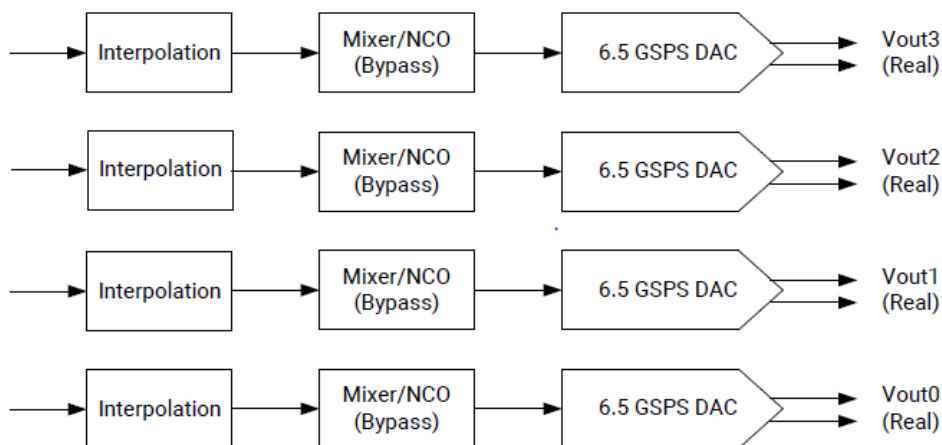 Interpolation
Mixer/NCO
(Bypass)
6.5 GSPS DAC
Vout3
(Real)
Interpolation
Mixer/NCO
(Bypass)
6.5 GSPS DAC
Vout2
(Real)
Interpolation
Mixer/NCO
(Bypass)
6.5 GSPS DAC
Vout1
(Real)
Interpolation
Mixer/NCO
(Bypass)
6.5 GSPS DAC
Vout0
(Real)